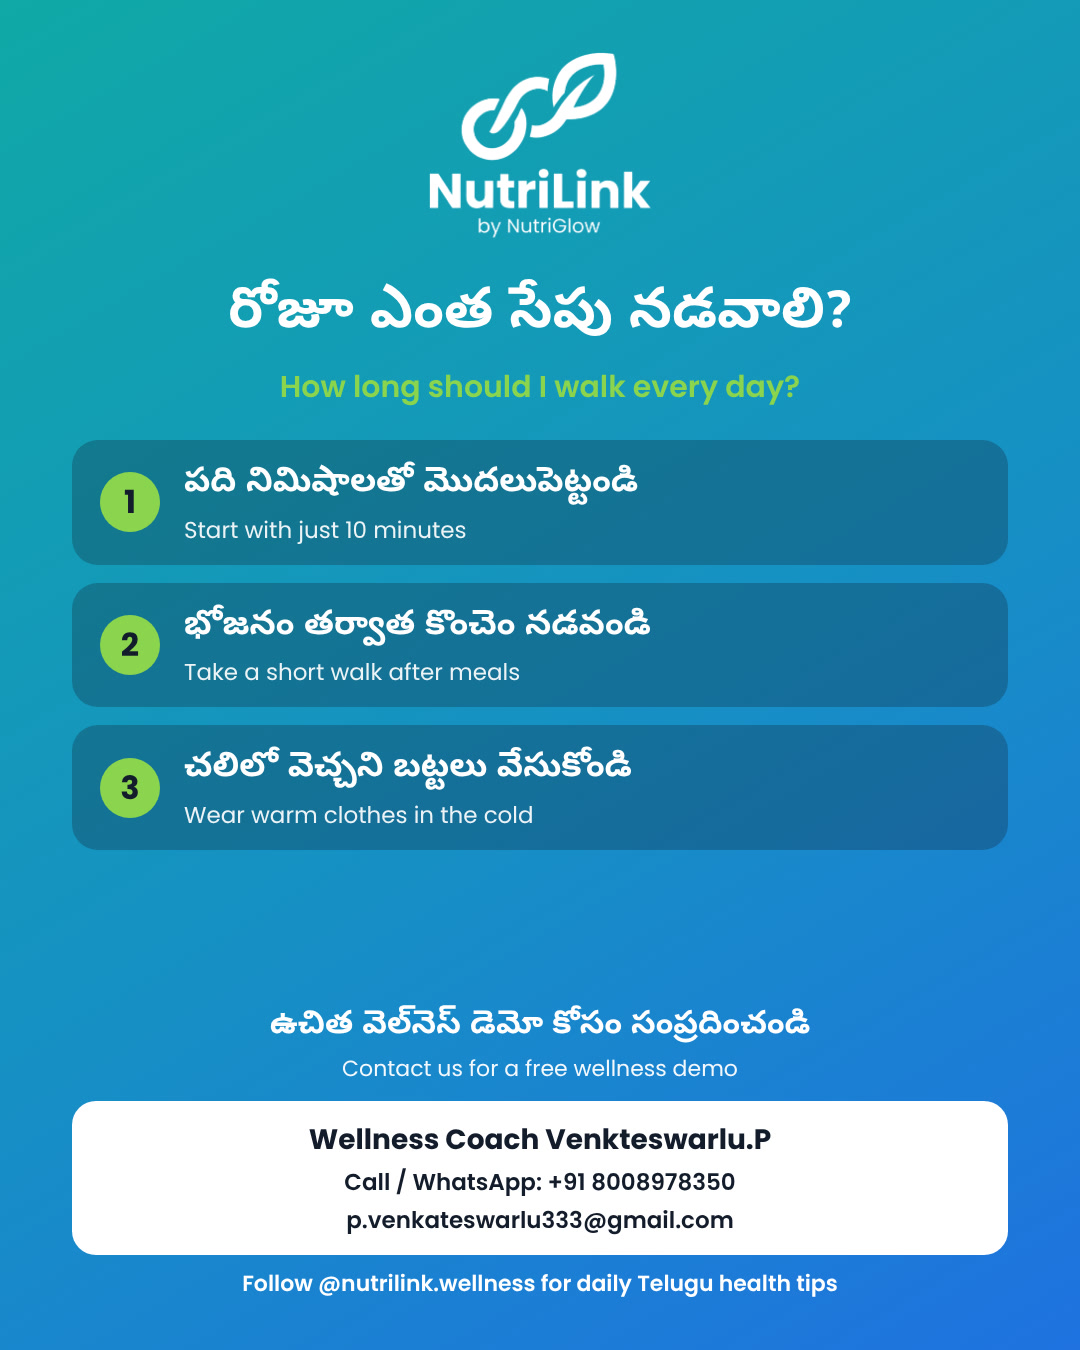 NutriLink
by NutriGlow
రోజూ ఎంత సేపు నడవాలి?
How long should I walk every day?
1
పది నిమిషాలతో మొదలుపెట్టండి
Start with just 10 minutes
2
భోజనం తర్వాత కొంచెం నడవండి
Take a short walk after meals
3
చలిలో వెచ్చని బట్టలు వేసుకోండి
Wear warm clothes in the cold
ఉచిత వెల్‌నెస్ డెమో కోసం సంప్రదించండి
Contact us for a free wellness demo
Wellness Coach Venkteswarlu.P
Call / WhatsApp: +91 8008978350
p.venkateswarlu333@gmail.com
Follow @nutrilink.wellness for daily Telugu health tips